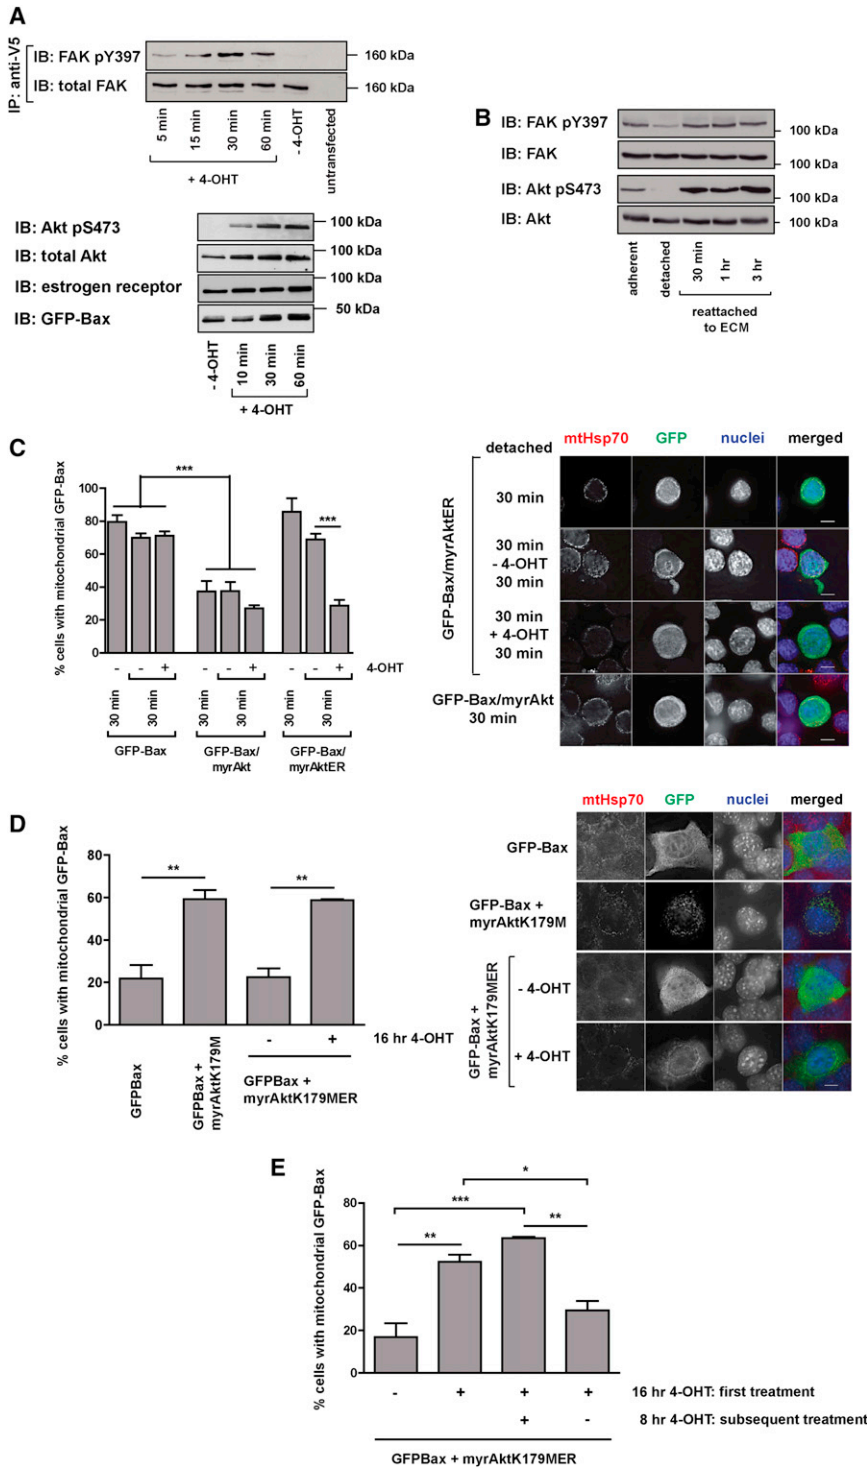 A
IP: anti-V5
IB: FAK pY397
160 kDa
IB: total FAK
160 kDa
5 min
15 min
30 min
60 min
- 4-OHT
untransfected
+ 4-OHT
IB: Akt pS473
100 kDa
IB: total Akt
100 kDa
IB: estrogen receptor
100 kDa
IB: GFP-Bax
50 kDa
- 4-OHT
10 min
30 min
60 min
+ 4-OHT
B
IB: FAK pY397
100 kDa
IB: FAK
100 kDa
IB: Akt pS473
100 kDa
IB: Akt
100 kDa
adherent
detached
30 min
1 hr
3 hr
reattached
to ECM
C
% cells with mitochondrial GFP-Bax
100
80
60
40
20
0
***
***
- - + - - + - - + 4-OHT
30 min
30 min
30 min
30 min
30 min
30 min
GFP-Bax
GFP-Bax/
myrAkt
GFP-Bax/
myrAktER
detached
mtHsp70 GFP nuclei merged
GFP-Bax/myrAktER
30 min
30 min
- 4-OHT
30 min
30 min
+ 4-OHT
30 min
GFP-Bax/myrAkt
30 min
D
% cells with mitochondrial GFP-Bax
80
60
40
20
0
**
**
- + 16 hr 4-OHT
GFPBax
GFPBax +
myrAktK179M
GFPBax +
myrAktK179MER
mtHsp70 GFP nuclei merged
GFP-Bax
GFP-Bax +
myrAktK179M
GFP-Bax +
myrAktK179MER
- 4-OHT
+ 4-OHT
E
% cells with mitochondrial GFP-Bax
80
60
40
20
0
*
***
**
**
- + + + 16 hr 4-OHT: first treatment
+ - 8 hr 4-OHT: subsequent treatment
GFPBax + myrAktK179MER